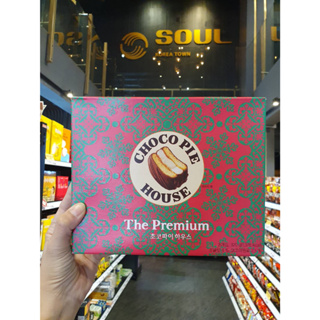 SOUL
KOREA TOWN
CHOCO PIE
HOUSE
The Premium
초코파이 하우스